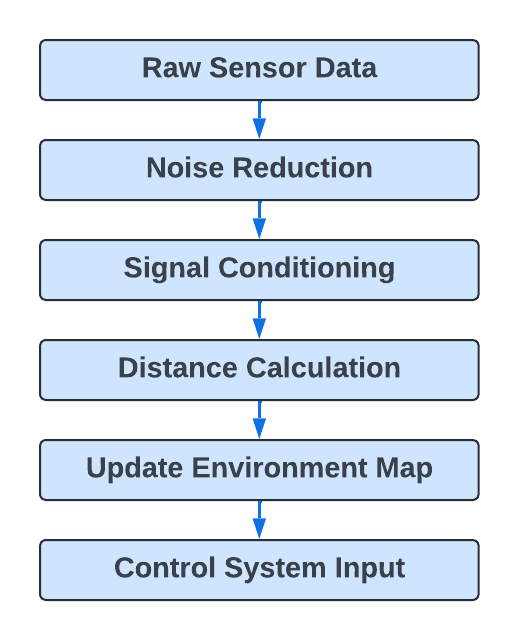 Raw Sensor Data
Noise Reduction
Signal Conditioning
Distance Calculation
Update Environment Map
Control System Input